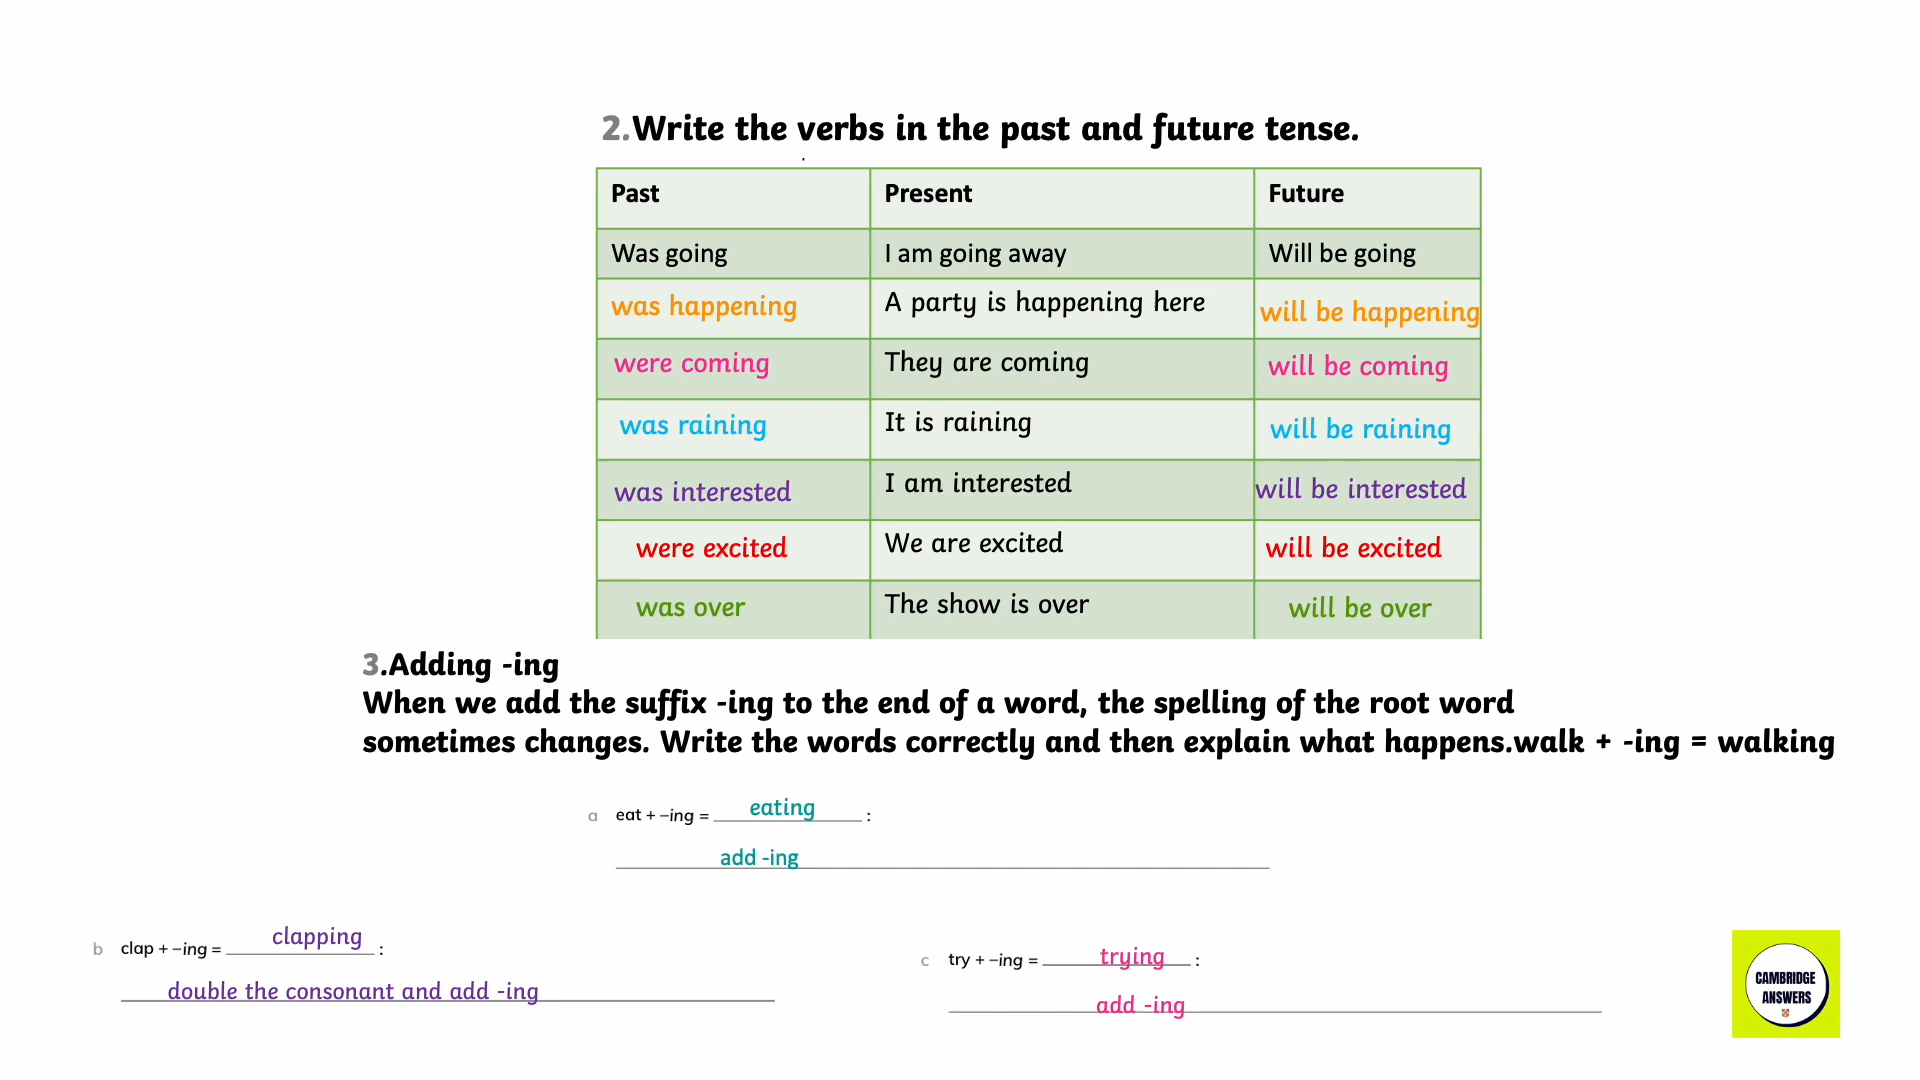 2.Write the verbs in the past and future tense.
Past Present Future
Was going I am going away Will be going
was happening A party is happening here will be happening
were coming They are coming will be coming
was raining It is raining will be raining
was interested I am interested will be interested
were excited We are excited will be excited
was over The show is over will be over
3.Adding -ing
When we add the suffix -ing to the end of a word, the spelling of the root word
sometimes changes. Write the words correctly and then explain what happens.walk + -ing = walking
a eat + -ing = eating :
add -ing
b clap + -ing = clapping :
double the consonant and add -ing
c try + -ing = trying :
add -ing
CAMBRIDGE
ANSWERS